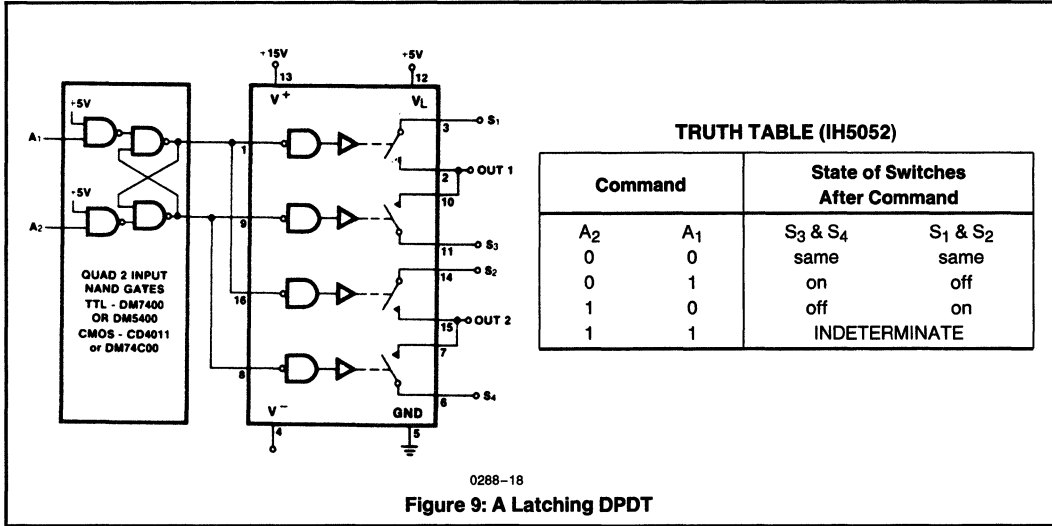 +15V
13
V+
+5V
12
VL
+5V
A1
+5V
A2
QUAD 2 INPUT
NAND GATES
TTL - DM7400
OR DM5400
CMOS - CD4011
or DM74C00
1
9
16
8
3
S1
2
OUT 1
10
11
S3
14
S2
15
OUT 2
7
6
S4
V−
4
GND
5
TRUTH TABLE (IH5052)
Command
State of Switches
After Command
A2 A1 S3 & S4 S1 & S2
0 0 same same
0 1 on off
1 0 off on
1 1 INDETERMINATE
0288–18
Figure 9: A Latching DPDT